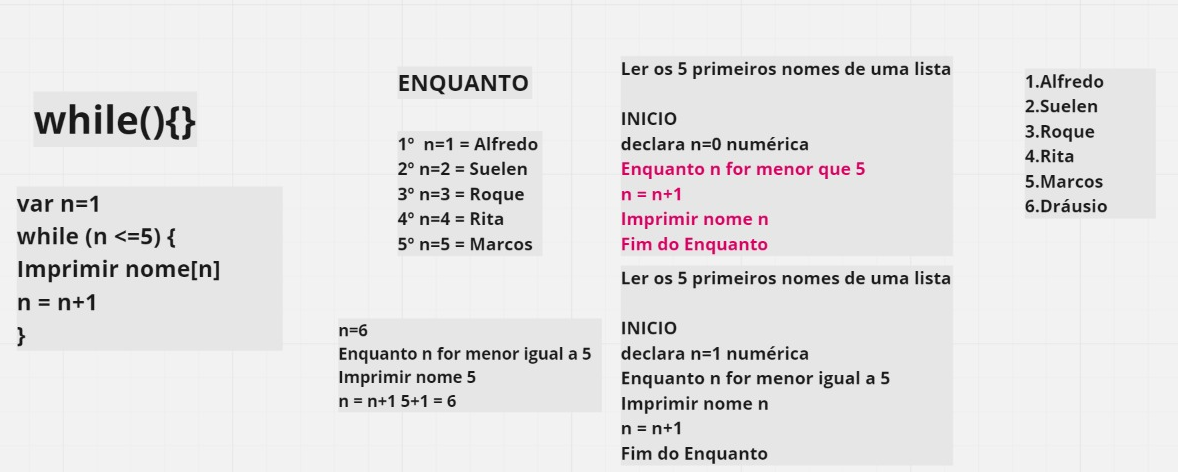 while(){}
var n=1
while (n <=5) {
Imprimir nome[n]
n = n+1
}
ENQUANTO
1º  n=1 = Alfredo
2º n=2 = Suelen
3º n=3 = Roque
4º n=4 = Rita
5º n=5 = Marcos
n=6
Enquanto n for menor igual a 5
Imprimir nome 5
n = n+1 5+1 = 6
Ler os 5 primeiros nomes de uma lista
INICIO
declara n=0 numérica
Enquanto n for menor que 5
n = n+1
Imprimir nome n
Fim do Enquanto
Ler os 5 primeiros nomes de uma lista
INICIO
declara n=1 numérica
Enquanto n for menor igual a 5
Imprimir nome n
n = n+1
Fim do Enquanto
1.Alfredo
2.Suelen
3.Roque
4.Rita
5.Marcos
6.Dráusio